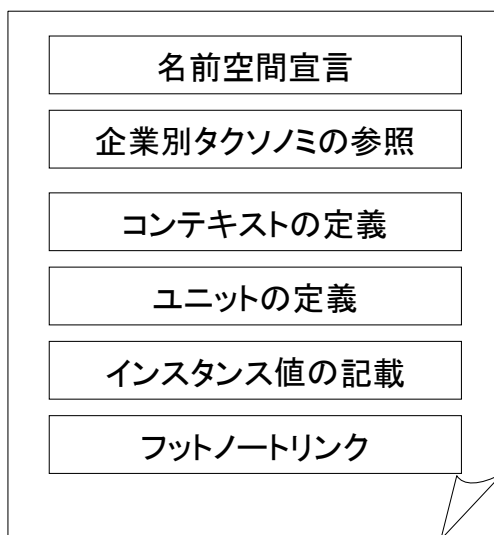 名前空間宣言
企業別タクソノミの参照
コンテキストの定義
ユニットの定義
インスタンス値の記載
フットノートリンク